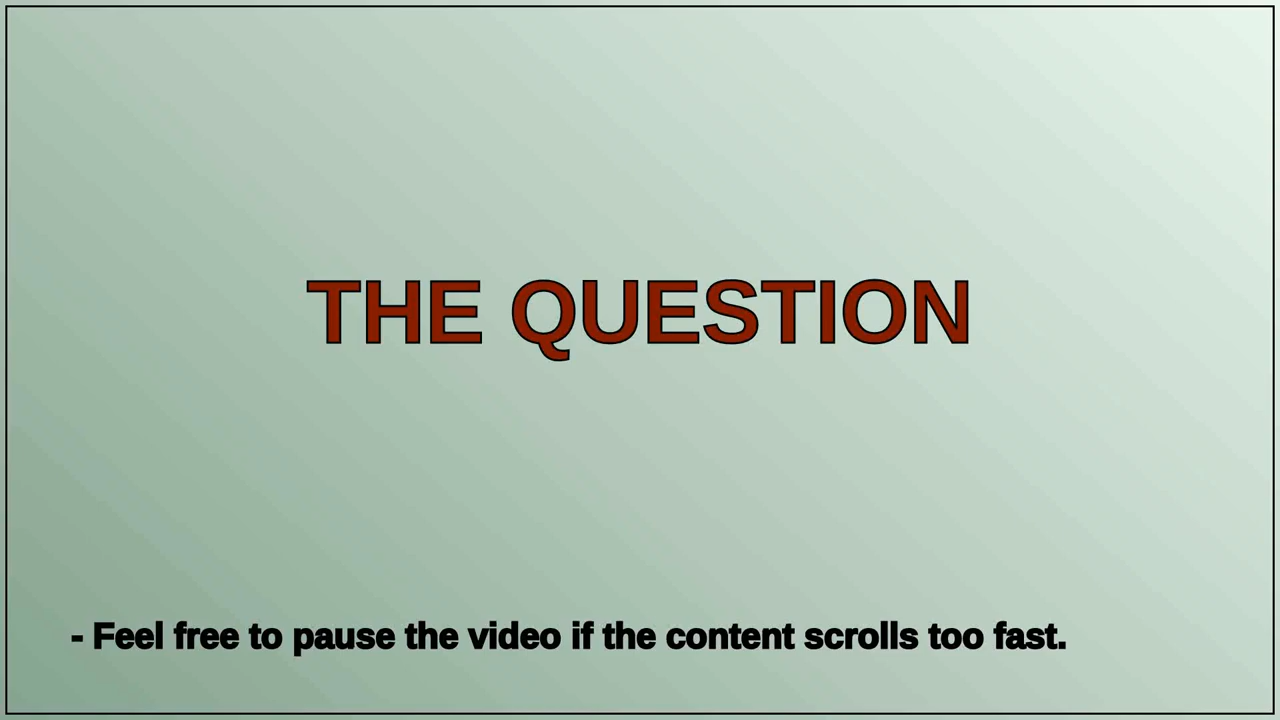 THE QUESTION
- Feel free to pause the video if the content scrolls too fast.